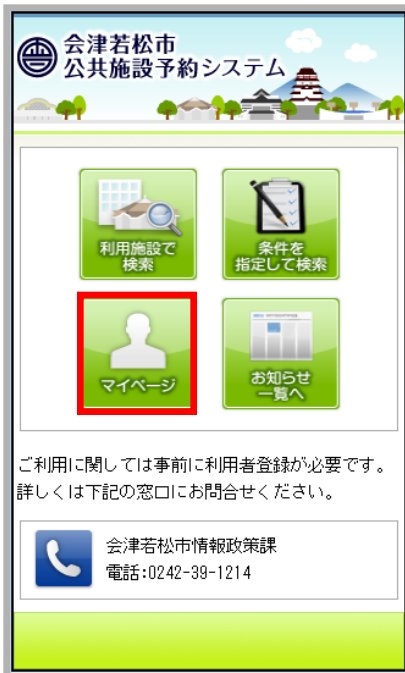 会津若松市
公共施設予約システム
利用施設で
検索
条件を
指定して検索
マイページ
お知らせ
一覧へ
ご利用に関しては事前に利用者登録が必要です。
詳しくは下記の窓口にお問合せください。
会津若松市情報政策課
電話:0242-39-1214